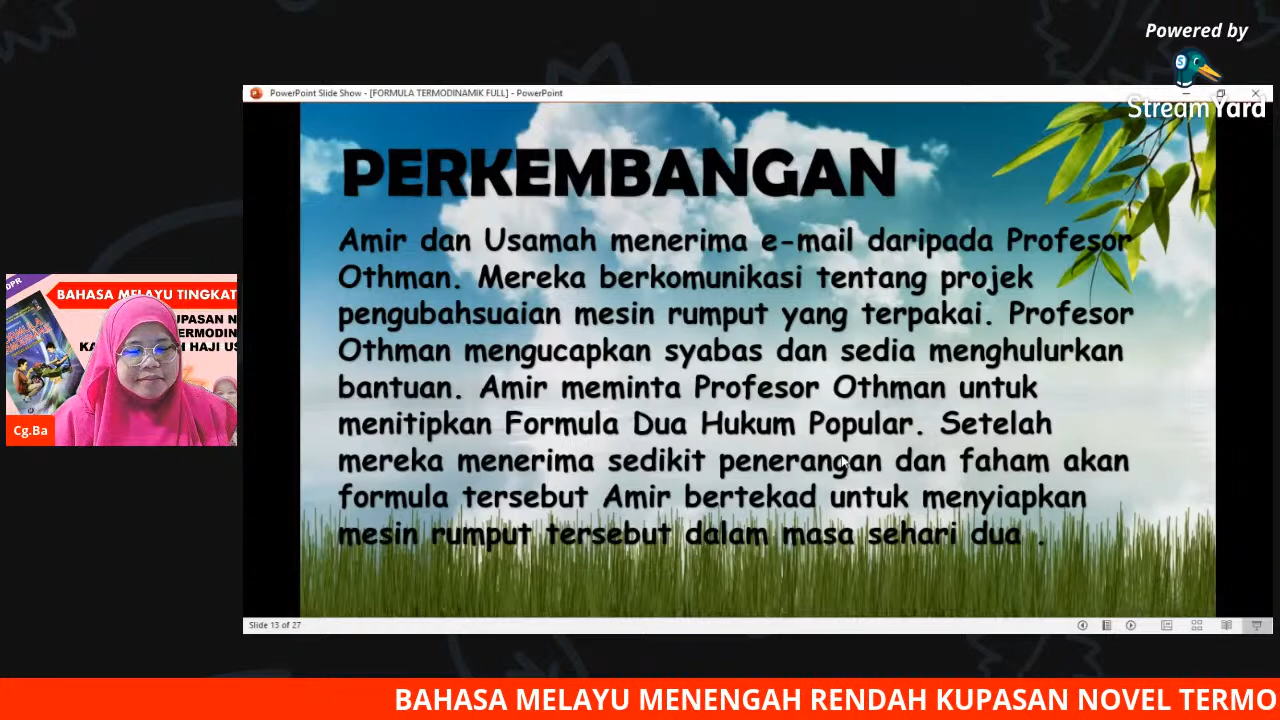 Powered by
StreamYard
PowerPoint Slide Show - [FORMULA TERMODINAMIK FULL] - PowerPoint
PERKEMBANGAN
Amir dan Usamah menerima e-mail daripada Profesor
Othman. Mereka berkomunikasi tentang projek
pengubahsuaian mesin rumput yang terpakai. Profesor
Othman mengucapkan syabas dan sedia menghulurkan
bantuan. Amir meminta Profesor Othman untuk
menitipkan Formula Dua Hukum Popular. Setelah
mereka menerima sedikit penerangan dan faham akan
formula tersebut Amir bertekad untuk menyiapkan
mesin rumput tersebut dalam masa sehari dua .
Slide 13 of 27
BAHASA MELAYU TINGKAT
Cg.Ba
BAHASA MELAYU MENENGAH RENDAH KUPASAN NOVEL TERMO